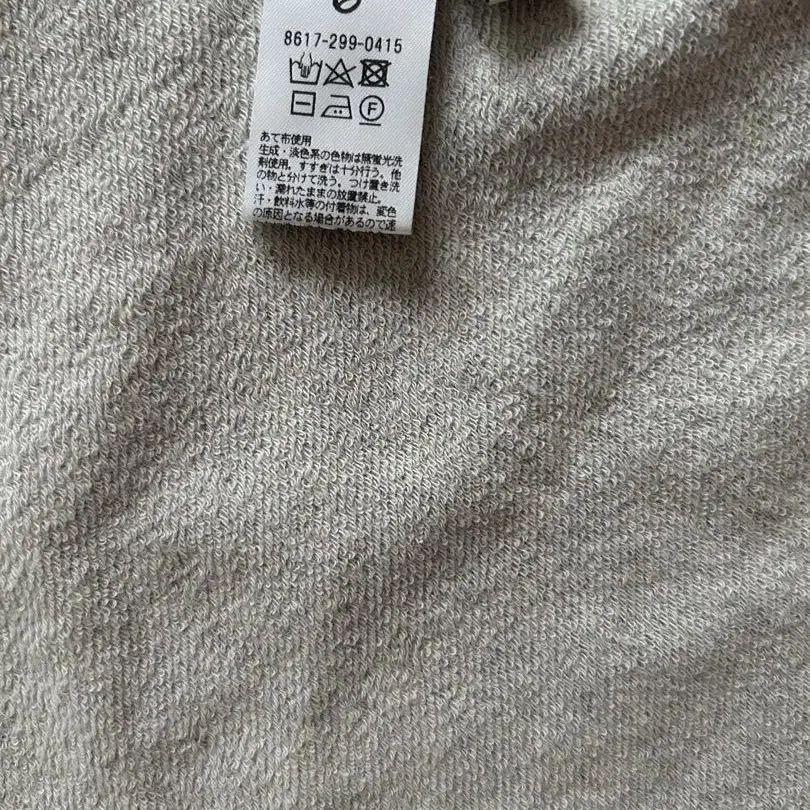 8617-299-0415
F
あて布使用
生成・淡色系の色物は無蛍光洗
剤使用。すすぎは十分行う。他
の物と分けて洗う。つけ置き洗
い・濡れたままの放置禁止。
汗・飲料水等の付着物は、変色
の原因となる場合があるので速